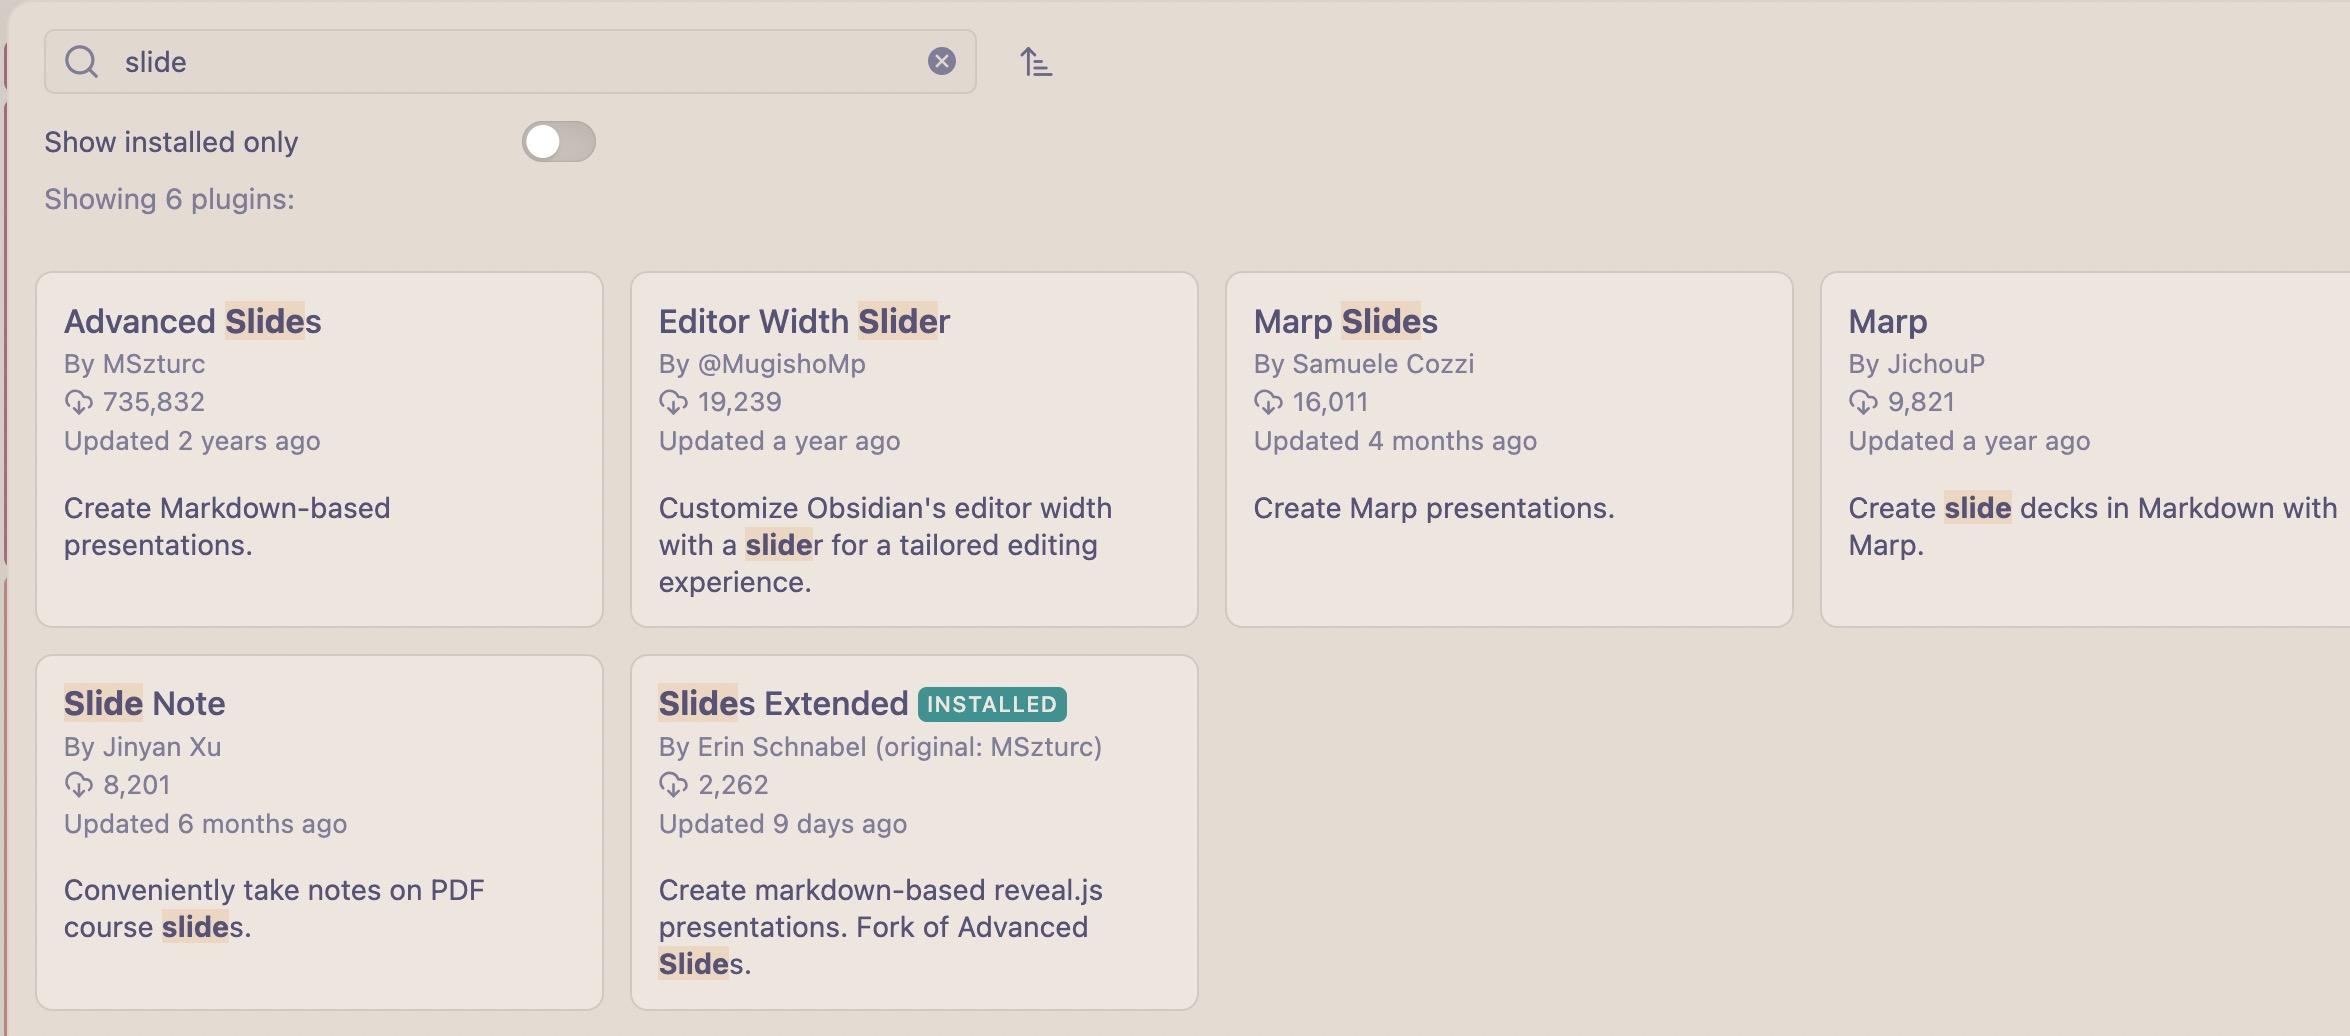 slide
Show installed only
Showing 6 plugins:
Advanced Slides
By MSzturc
735,832
Updated 2 years ago
Create Markdown-based
presentations.
Editor Width Slider
By @MugishoMp
19,239
Updated a year ago
Customize Obsidian's editor width
with a slider for a tailored editing
experience.
Marp Slides
By Samuele Cozzi
16,011
Updated 4 months ago
Create Marp presentations.
Marp
By JichouP
9,821
Updated a year ago
Create slide decks in Markdown with
Marp.
Slide Note
By Jinyan Xu
8,201
Updated 6 months ago
Conveniently take notes on PDF
course slides.
Slides Extended INSTALLED
By Erin Schnabel (original: MSzturc)
2,262
Updated 9 days ago
Create markdown-based reveal.js
presentations. Fork of Advanced
Slides.